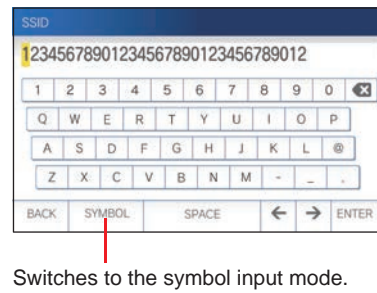 SSID
12345678901234567890123456789012
1 2 3 4 5 6 7 8 9 0
Q W E R T Y U I O P
A S D F G H J K L @
Z X C V B N M - _ .
BACK SYMBOL SPACE ← → ENTER
Switches to the symbol input mode.